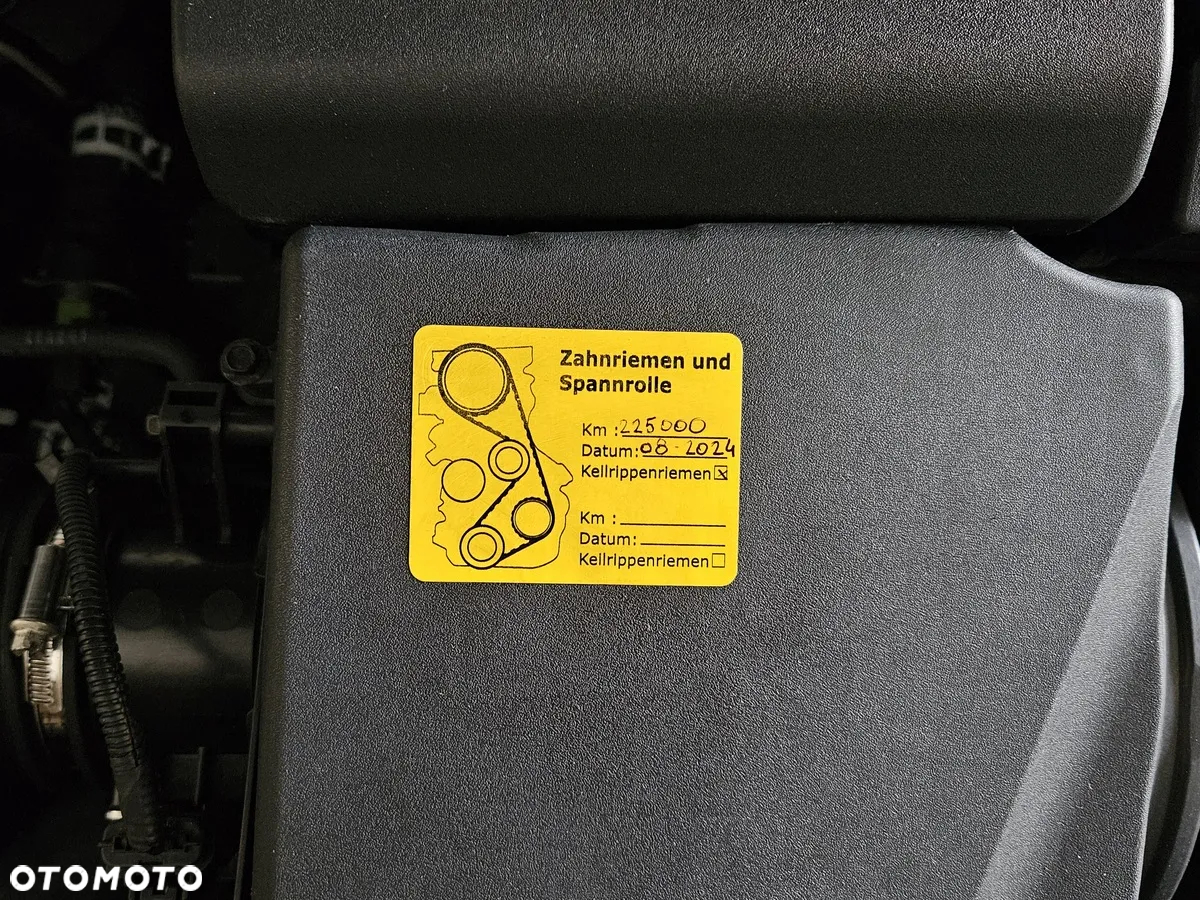 Zahnriemen und
Spannrolle
Km : 225000
Datum: 08-2024
Keilrippenriemen ☒
Km :
Datum:
Keilrippenriemen ☐
OTOMOTO